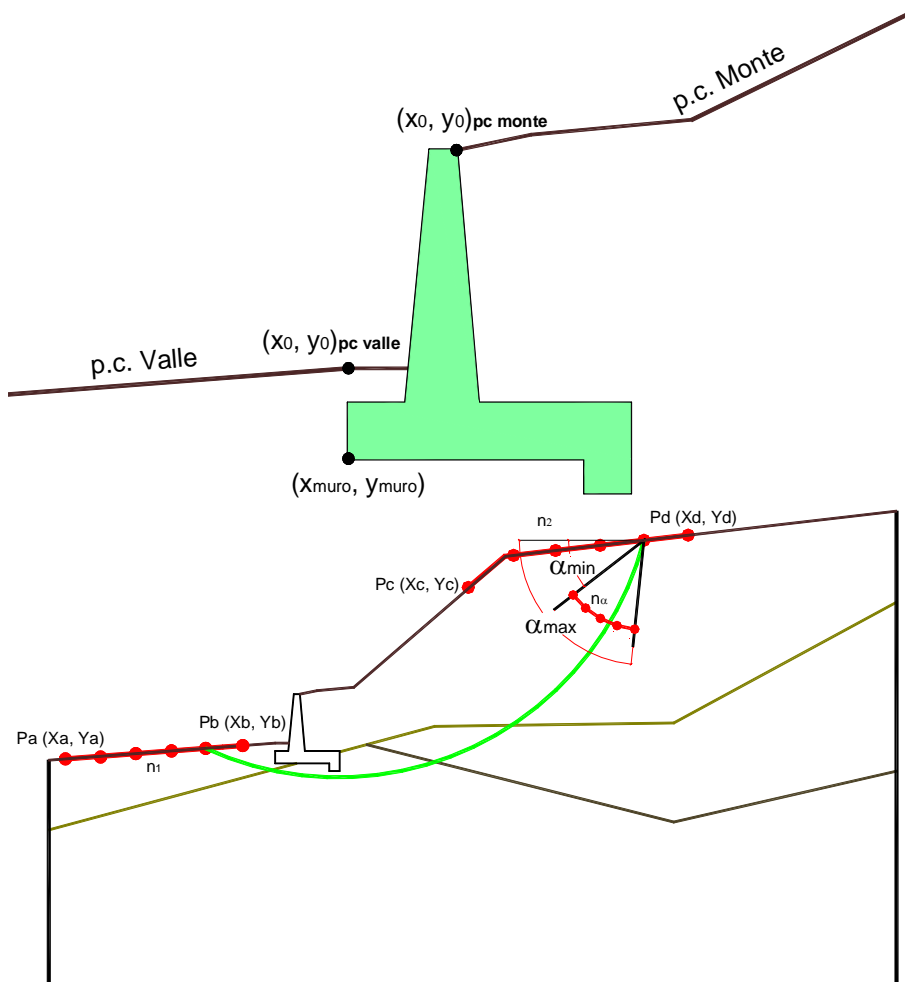 p.c. Monte
(x0, y0)pc monte
(x0, y0)pc valle
p.c. Valle
(xmuro, ymuro)
n2
Pd (Xd, Yd)
αmin
Pc (Xc, Yc)
nα
αmax
Pb (Xb, Yb)
Pa (Xa, Ya)
n1